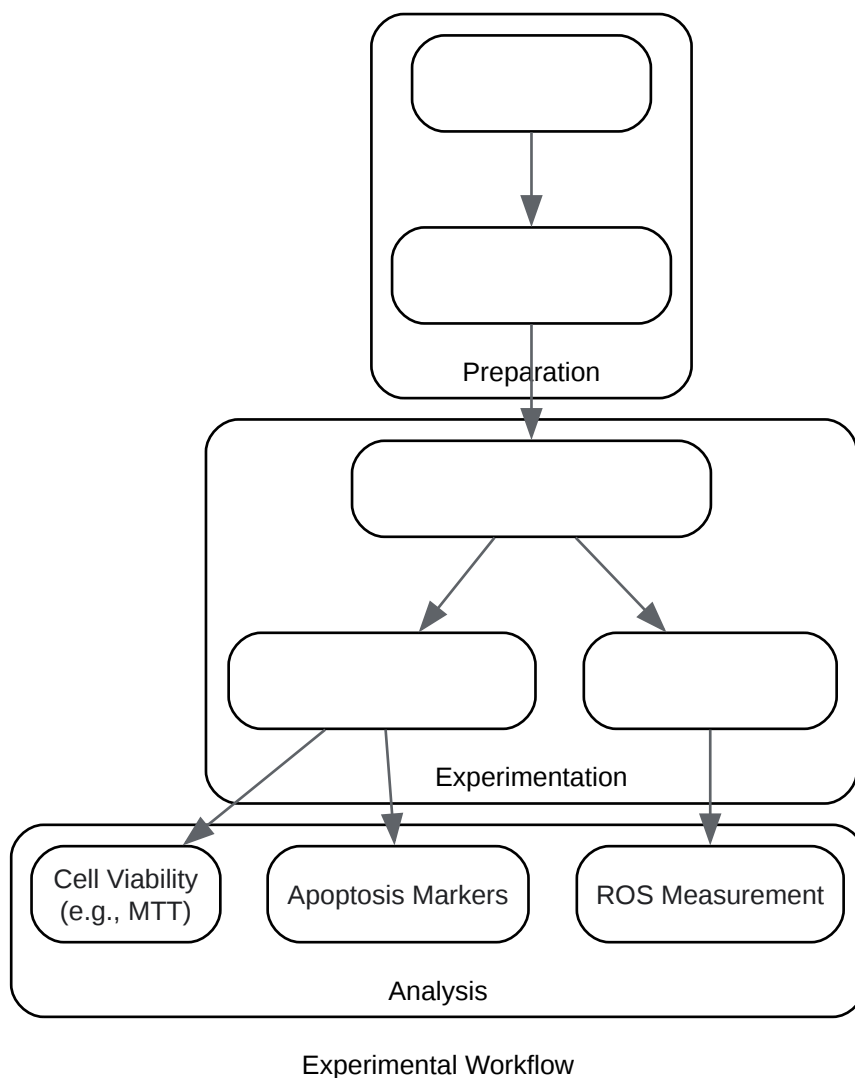 Preparation
Experimentation
Cell Viability
(e.g., MTT)
Apoptosis Markers
ROS Measurement
Analysis
Experimental Workflow